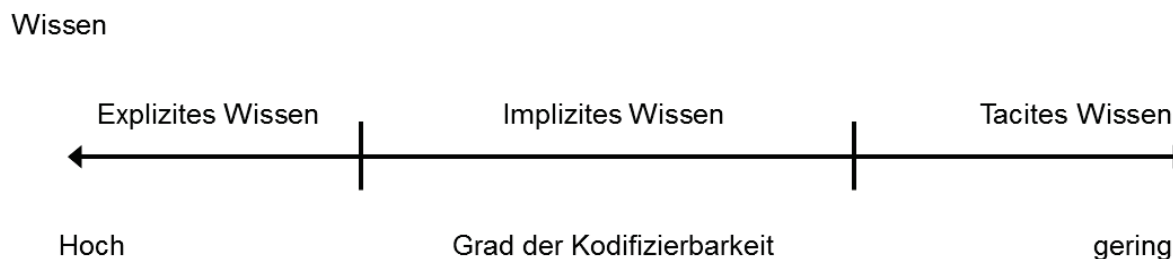 Wissen
Explizites Wissen Implizites Wissen Tacites Wissen
Hoch Grad der Kodifizierbarkeit gering